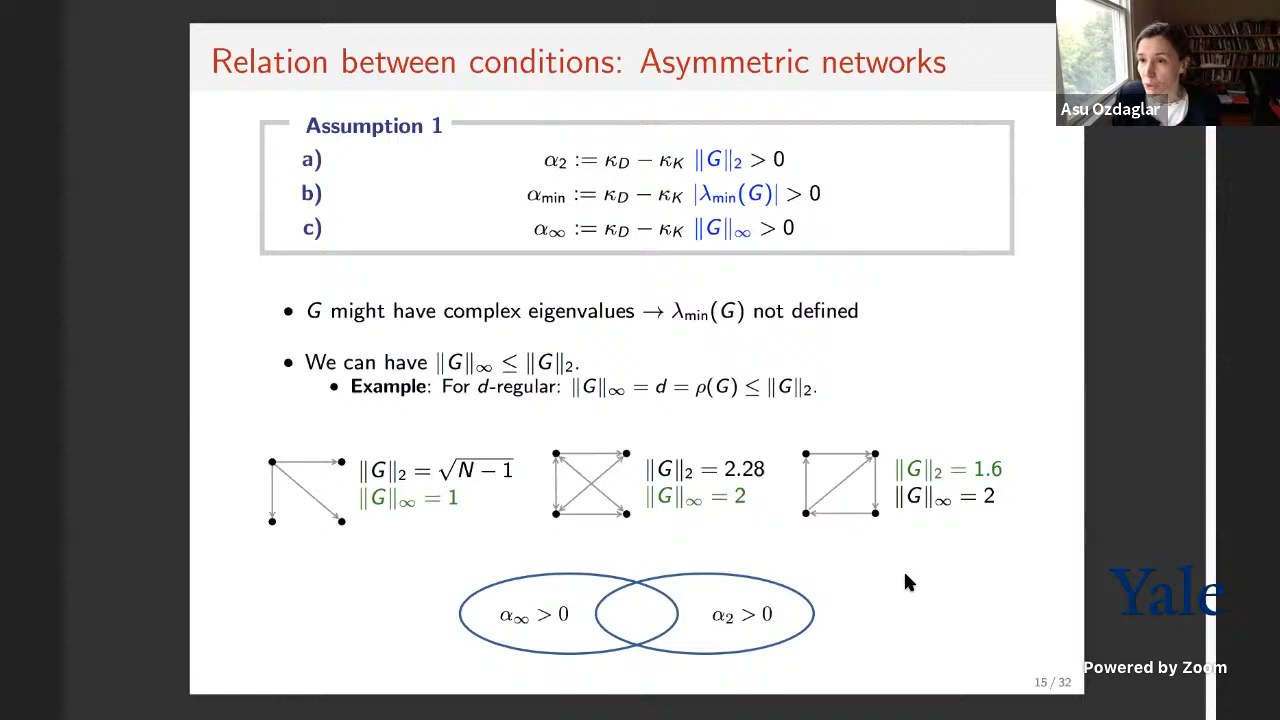 Relation between conditions: Asymmetric networks
Asu Ozdaglar
Assumption 1
a) α₂ := κ_D − κ_K ‖G‖₂ > 0
b) α_min := κ_D − κ_K |λ_min(G)| > 0
c) α_∞ := κ_D − κ_K ‖G‖_∞ > 0
• G might have complex eigenvalues → λ_min(G) not defined
• We can have ‖G‖_∞ ≤ ‖G‖₂.
• Example: For d-regular: ‖G‖_∞ = d = ρ(G) ≤ ‖G‖₂.
‖G‖₂ = √(N − 1)
‖G‖_∞ = 1
‖G‖₂ = 2.28
‖G‖_∞ = 2
‖G‖₂ = 1.6
‖G‖_∞ = 2
α_∞ > 0
α₂ > 0
Yale
Powered by Zoom
15 / 32